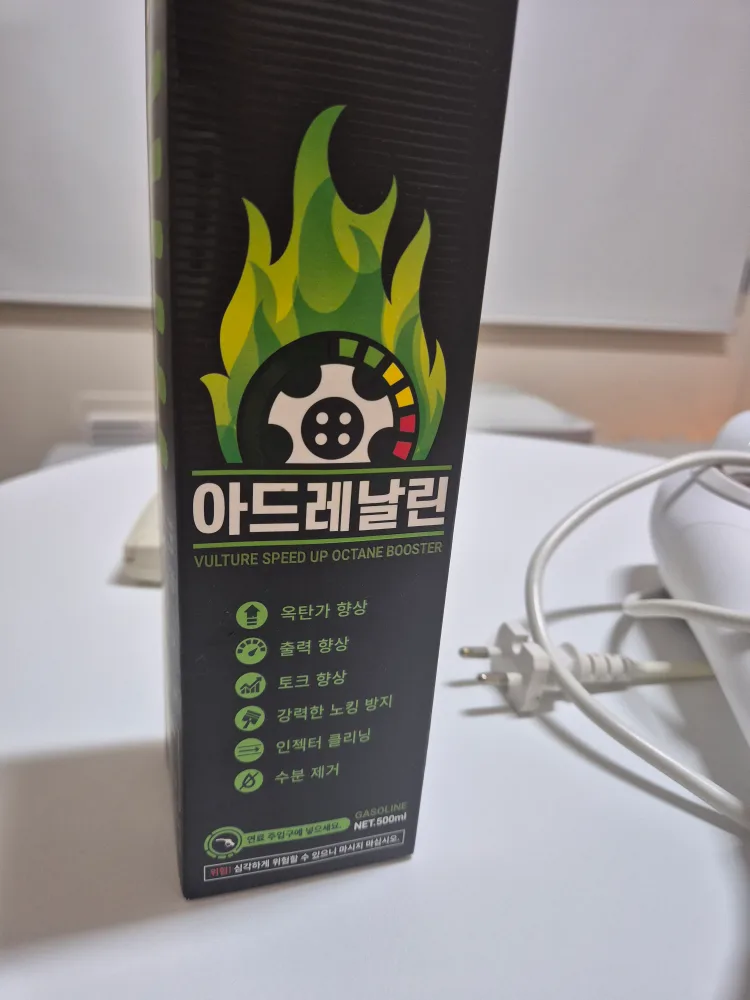 아드레날린
VULTURE SPEED UP OCTANE BOOSTER
옥탄가 향상
출력 향상
토크 향상
강력한 노킹 방지
인젝터 클리닝
수분 제거
GASOLINE
연료 주입구에 넣으세요.
NET.500ml
위험! 심각하게 위험할 수 있으니 마시지 마십시오.